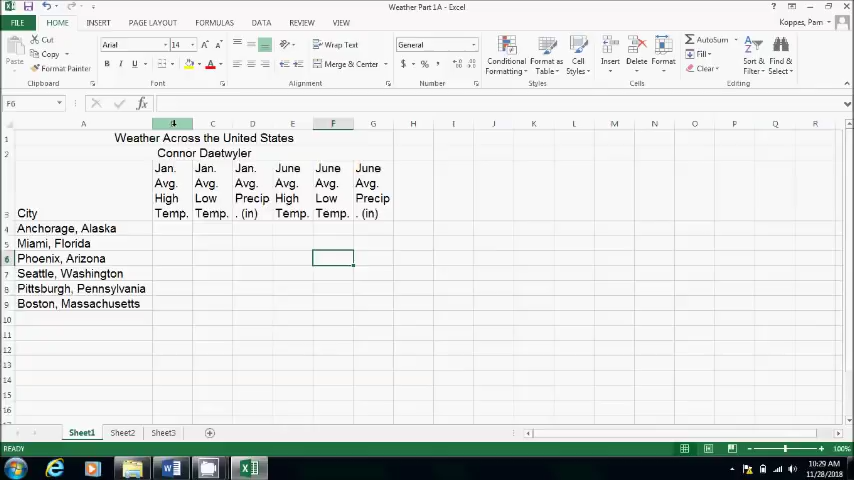 Weather Part 1A - Excel
FILE HOME INSERT PAGE LAYOUT FORMULAS DATA REVIEW VIEW Koppes, Pam
Paste Cut Copy Format Painter Clipboard
Arial 14 B I U A Font
Wrap Text Merge & Center Alignment
General $ % , Number
Conditional Formatting Format as Table Cell Styles Styles
Insert Delete Format Cells
AutoSum Fill Clear Sort & Filter Find & Select Editing
F6 fx
A C D E F G H I J K L M N O P Q R
1 Weather Across the United States
2 Connor Daetwyler
Jan. Jan. Jan. June June June
Avg. Avg. Avg. Avg. Avg. Avg.
High Low Precip High Low Precip
3 City Temp. Temp. . (in) Temp. Temp. . (in)
4 Anchorage, Alaska
5 Miami, Florida
6 Phoenix, Arizona
7 Seattle, Washington
8 Pittsburgh, Pennsylvania
9 Boston, Massachusetts
10
11
12
13
14
15
16
Sheet1 Sheet2 Sheet3
READY 100%
10:29 AM
11/28/2018